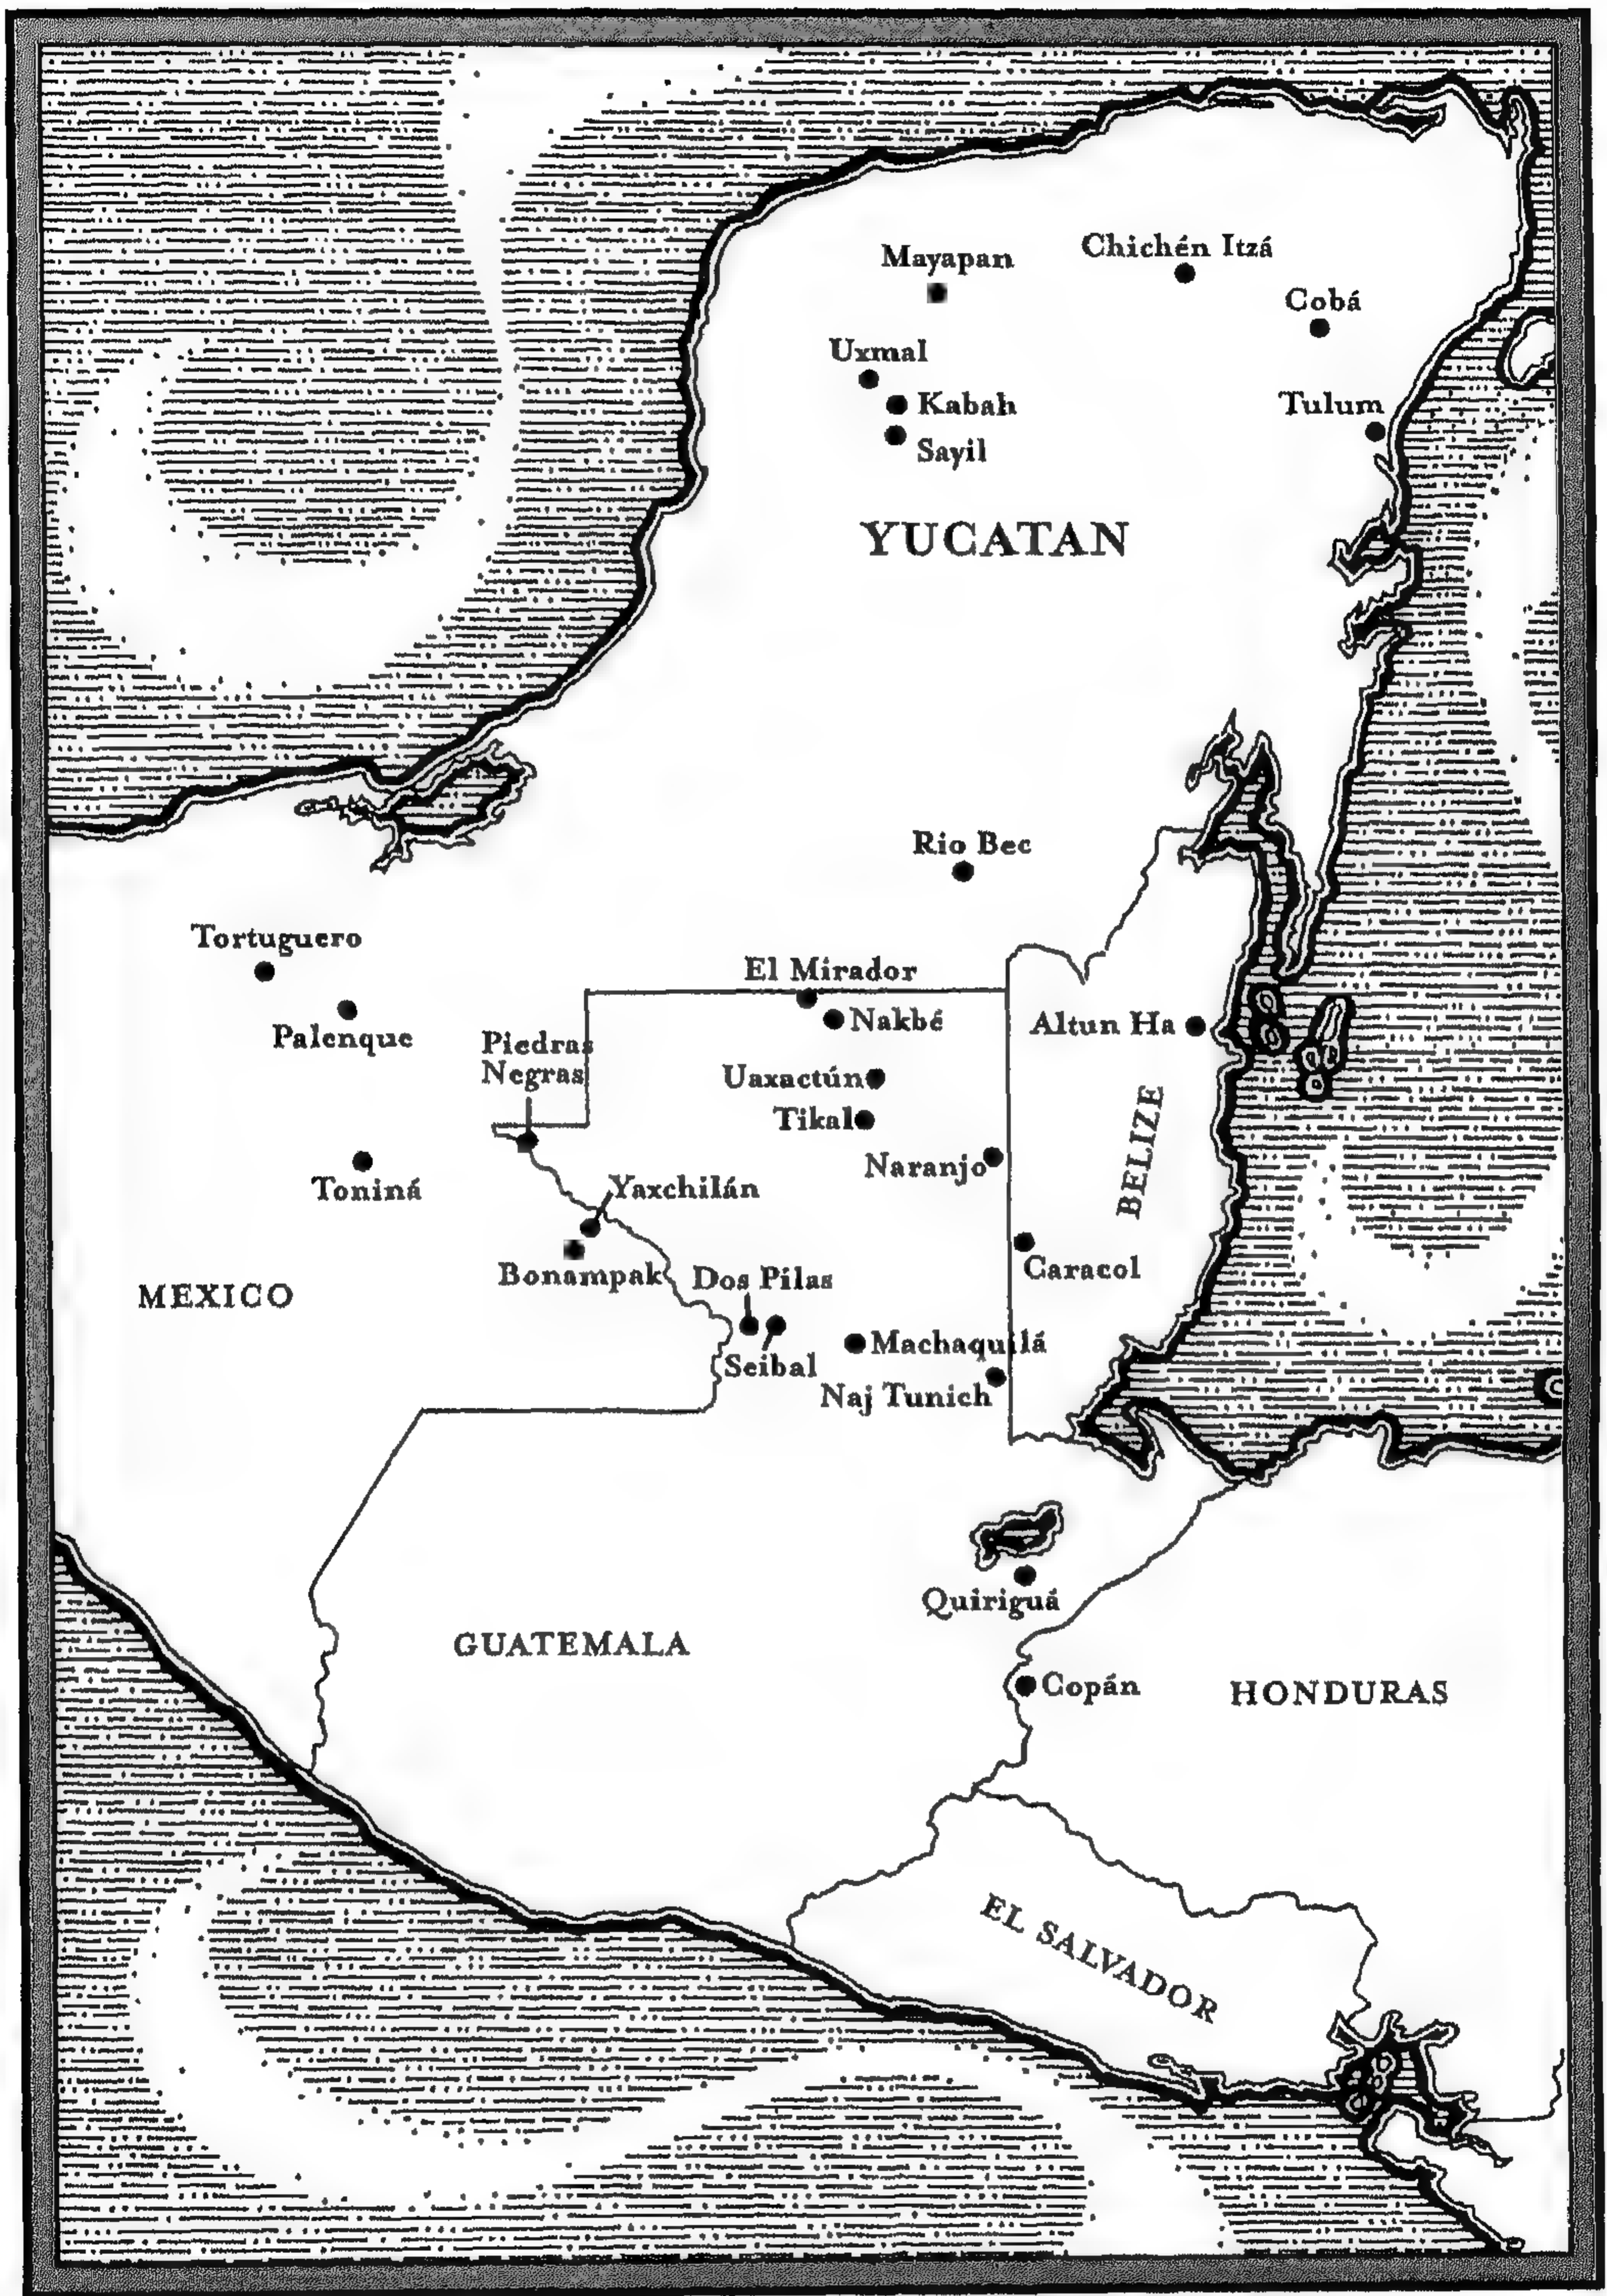 Mayapan
Chichén Itzá
Cobá
Uxmal
Kabah
Sayil
Tulum
YUCATAN
Rio Bec
Tortuguero
Palenque
El Mirador
Nakbé
Altun Ha
Piedras
Negras
Uaxactún
Tikal
Naranjo
BELIZE
Toniná
Yaxchilán
Bonampak
Caracol
MEXICO
Dos Pilas
Seibal
Machaquilá
Naj Tunich
Quiriguá
GUATEMALA
Copán
HONDURAS
EL SALVADOR